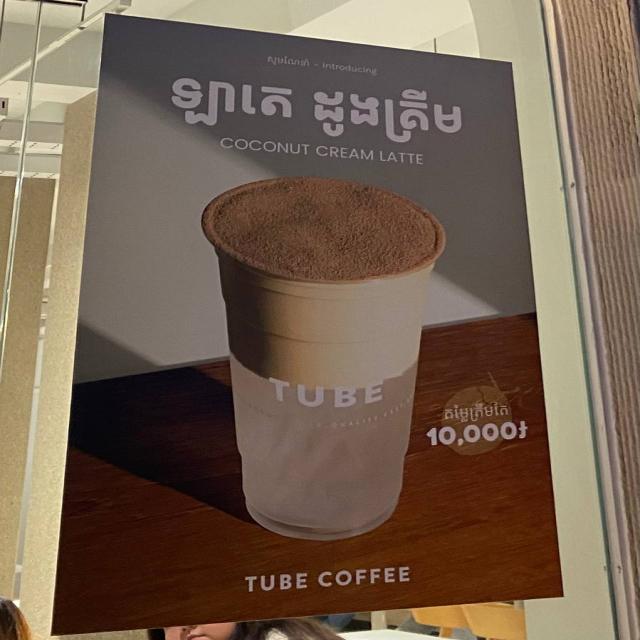 សូមណែនាំ - Introducing
ឡាតេ ដូងគ្រីម
COCONUT CREAM LATTE
TUBE
QUALITY
តម្លៃត្រឹមតែ
10,000៛
TUBE COFFEE